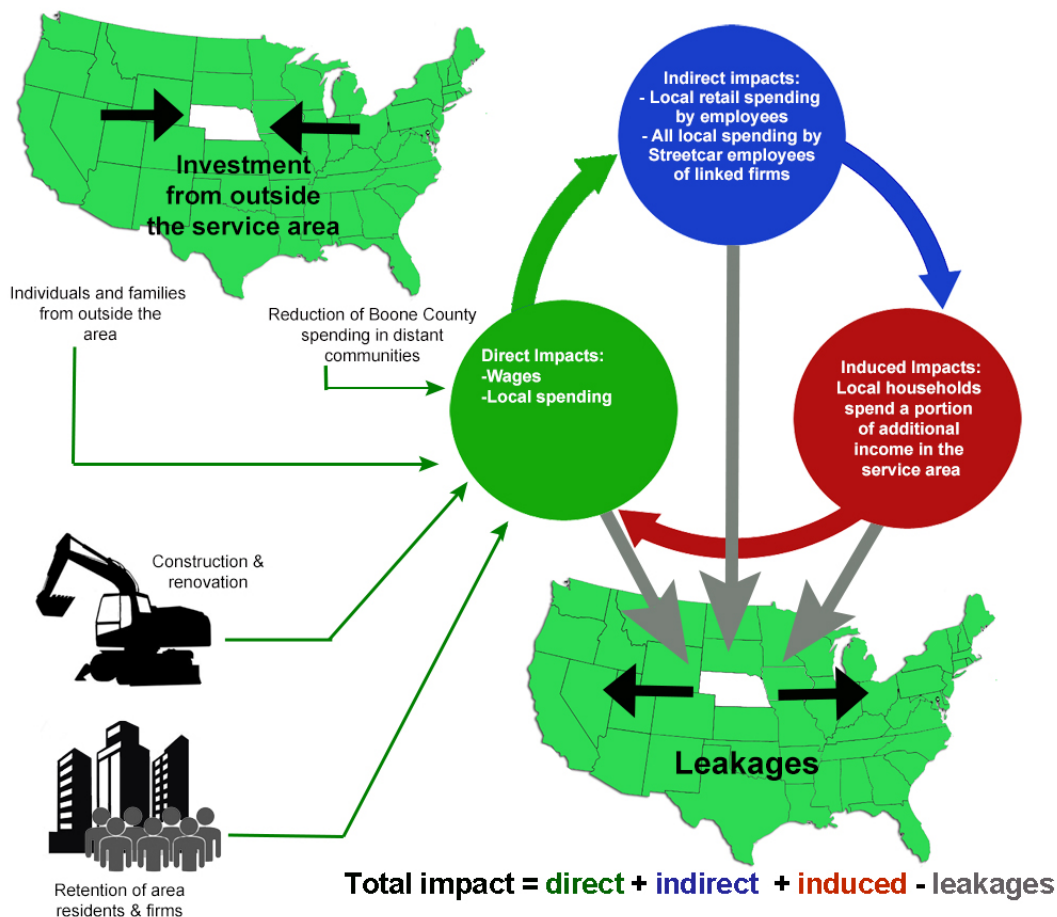 Investment
from outside
the service area
Indirect impacts:
- Local retail spending
by employees
- All local spending by
Streetcar employees
of linked firms
Individuals and families
from outside the
area
Reduction of Boone County
spending in distant
communities
Direct Impacts:
-Wages
-Local spending
Induced Impacts:
Local households
spend a portion
of additional
income in the
service area
Construction &
renovation
Leakages
Retention of area
residents & firms
Total impact = direct + indirect + induced - leakages